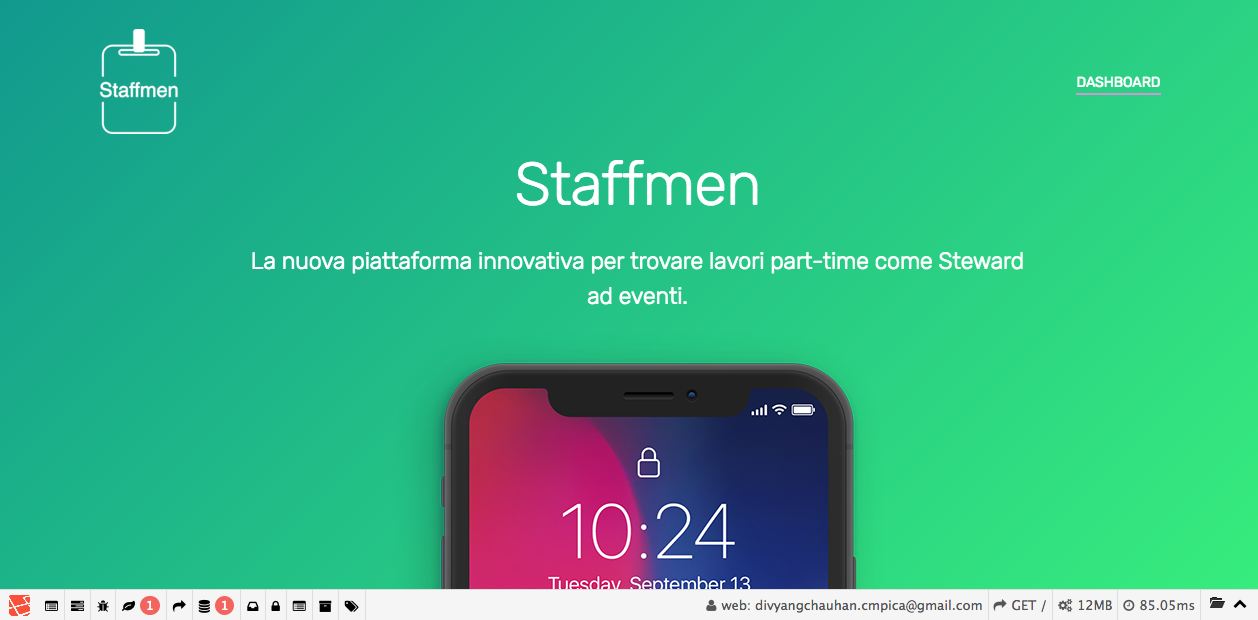 Staffmen
DASHBOARD
Staffmen
La nuova piattaforma innovativa per trovare lavori part-time come Steward
ad eventi.
10:24
Tuesday, September 13
1
1
web: divyangchauhan.cmpica@gmail.com
GET /
12MB
85.05ms